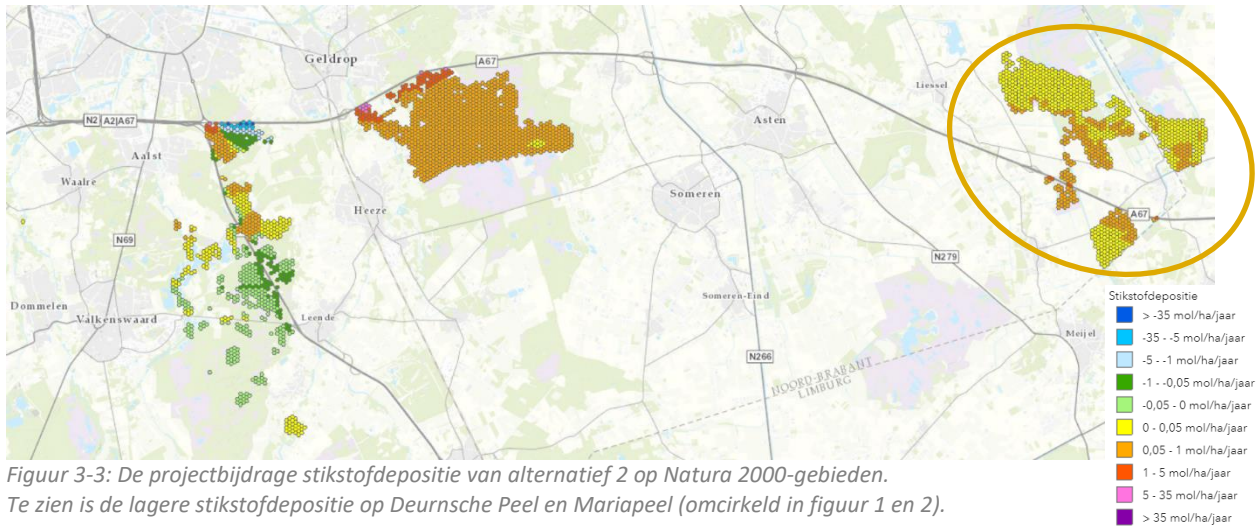 Geldrop
A67
Liessel
N2 A2|A67
Asten
Aalst
Waalre
Someren
Heeze
A67
N69
N279
Stikstofdepositie
Dommelen
Someren-Eind
> -35 mol/ha/jaar
Valkenswaard
Leende
-35 - -5 mol/ha/jaar
Meijel
-5 - -1 mol/ha/jaar
N266
-1 - -0,05 mol/ha/jaar
NOORD-BRABANT
LIMBURG
-0,05 - 0 mol/ha/jaar
0 - 0,05 mol/ha/jaar
0,05 - 1 mol/ha/jaar
1 - 5 mol/ha/jaar
5 - 35 mol/ha/jaar
> 35 mol/ha/jaar
Figuur 3-3: De projectbijdrage stikstofdepositie van alternatief 2 op Natura 2000-gebieden.
Te zien is de lagere stikstofdepositie op Deurnsche Peel en Mariapeel (omcirkeld in figuur 1 en 2).